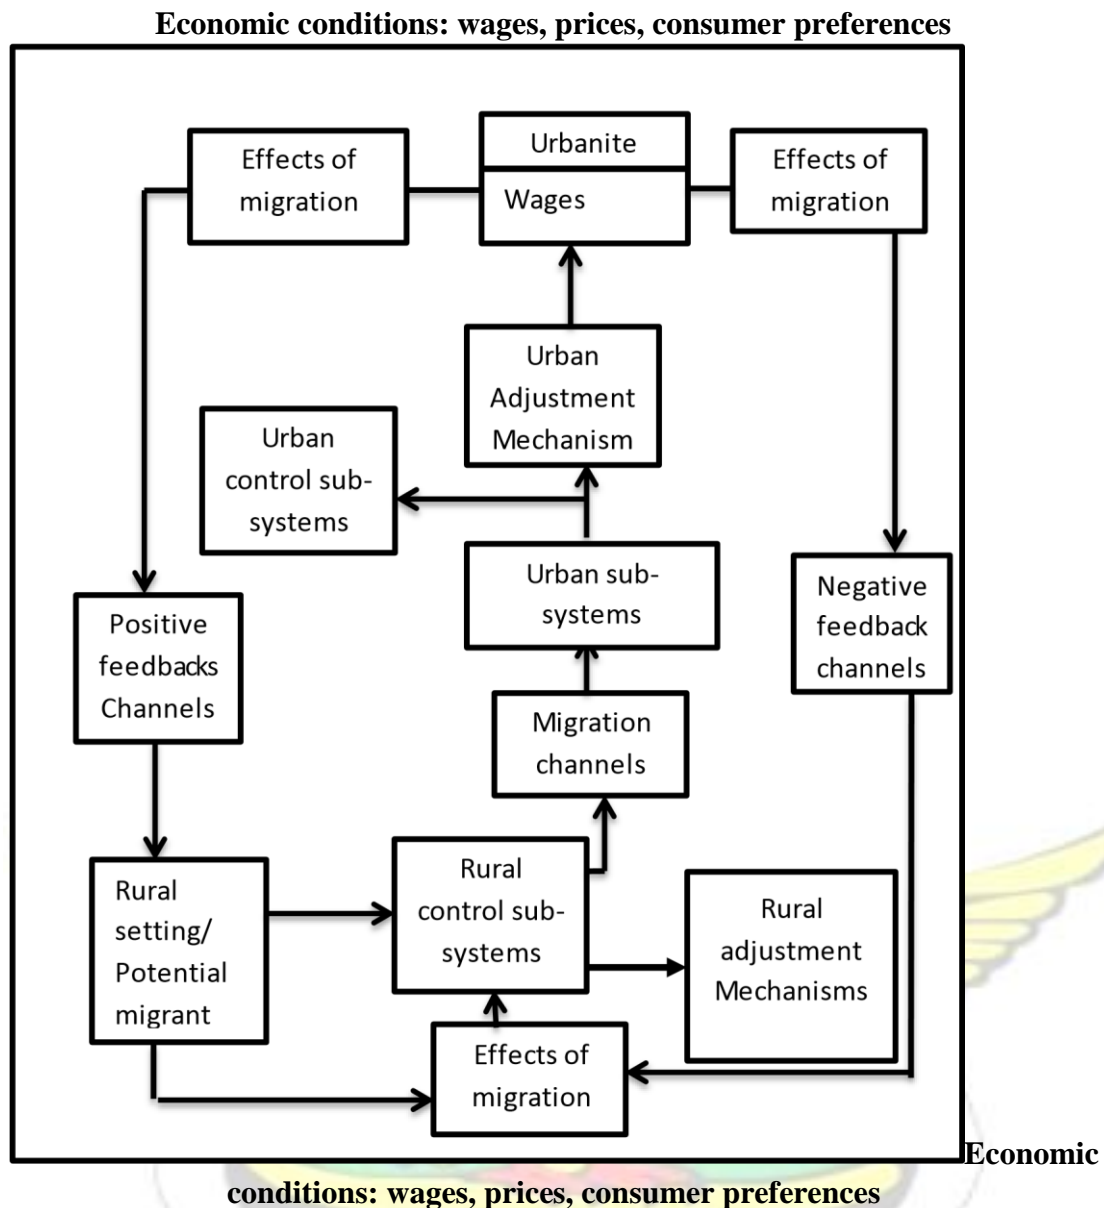 Economic conditions: wages, prices, consumer preferences
Effects of
migration
Urbanite
Wages
Effects of
migration
Urban
Adjustment
Mechanism
Urban
control sub-
systems
Urban sub-
systems
Negative
feedback
channels
Positive
feedbacks
Channels
Migration
channels
Rural
setting/
Potential
migrant
Rural
control sub-
systems
Rural
adjustment
Mechanisms
Effects of
migration
Economic
conditions: wages, prices, consumer preferences